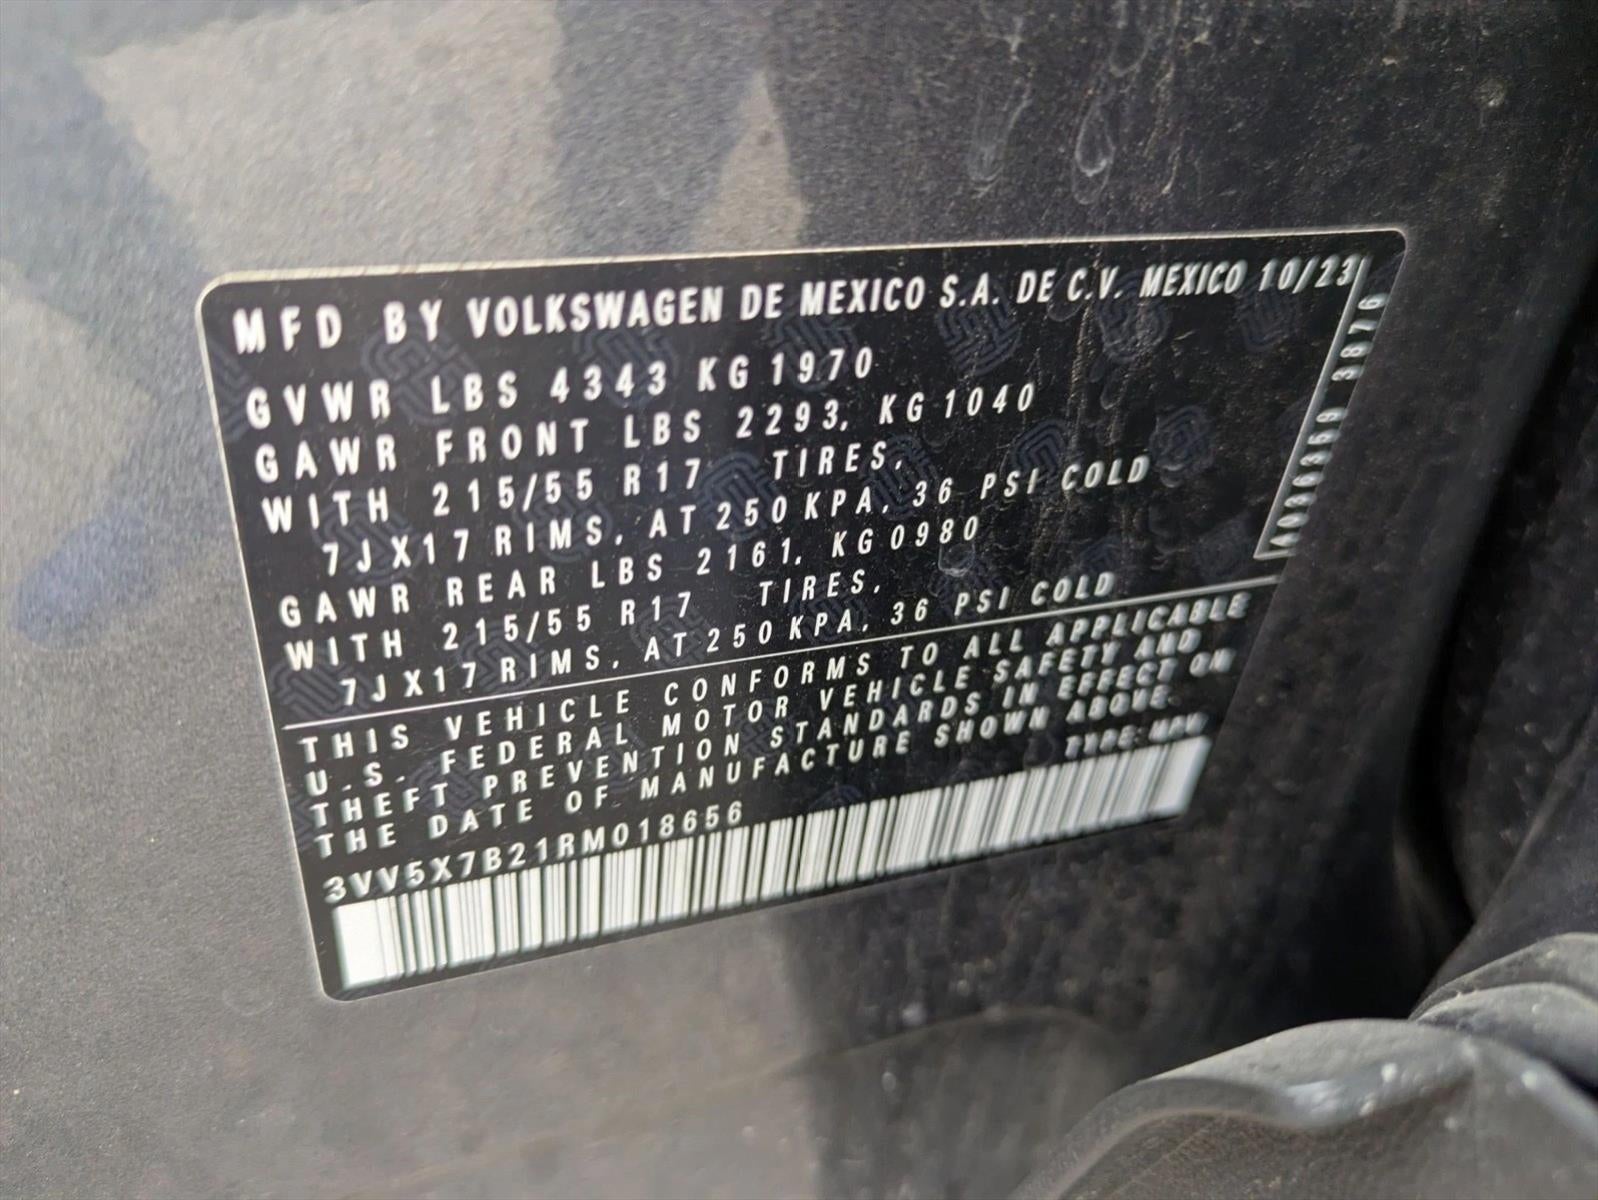 MFD BY VOLKSWAGEN DE MEXICO S.A. DE C.V. MEXICO 10/23
GVWR LBS 4343 KG 1970
GAWR FRONT LBS 2293, KG 1040
WITH 215/55 R17 TIRES,
7JX17 RIMS, AT 250 KPA, 36 PSI COLD
GAWR REAR LBS 2161, KG 0980
WITH 215/55 R17 TIRES,
7JX17 RIMS, AT 250 KPA, 36 PSI COLD
THIS VEHICLE CONFORMS TO ALL APPLICABLE
U.S. FEDERAL MOTOR VEHICLE SAFETY AND
THEFT PREVENTION STANDARDS IN EFFECT ON
THE DATE OF MANUFACTURE SHOWN ABOVE.
TYPE: MPV
3VV5X7B21RM018656